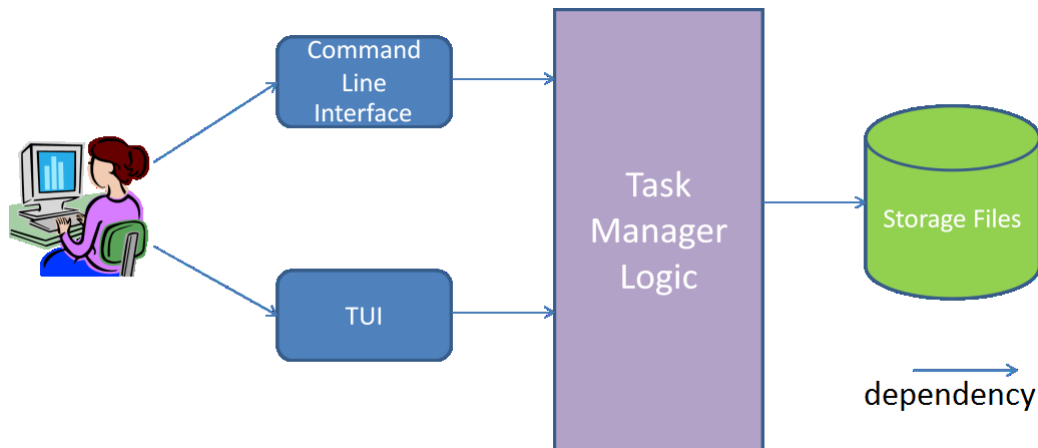 Command
Line
Interface
TUI
Task
Manager
Logic
Storage Files
dependency